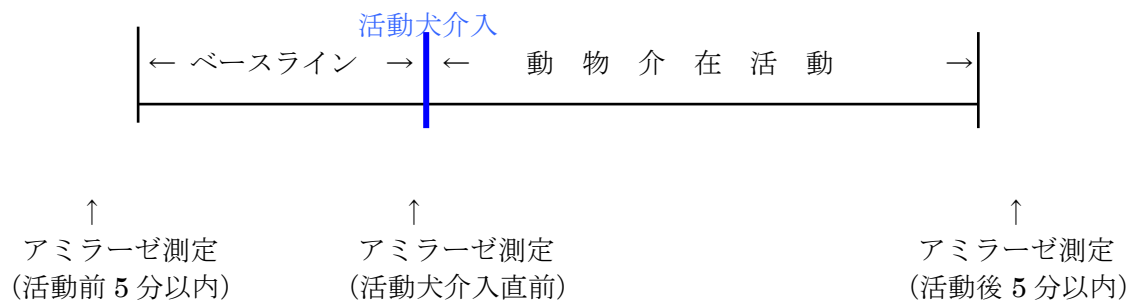 活動犬介入
← ベースライン → ← 動 物 介 在 活 動 →
↑ ↑ ↑
アミラーゼ測定 アミラーゼ測定 アミラーゼ測定
(活動前 5 分以内) (活動犬介入直前) (活動後 5 分以内)